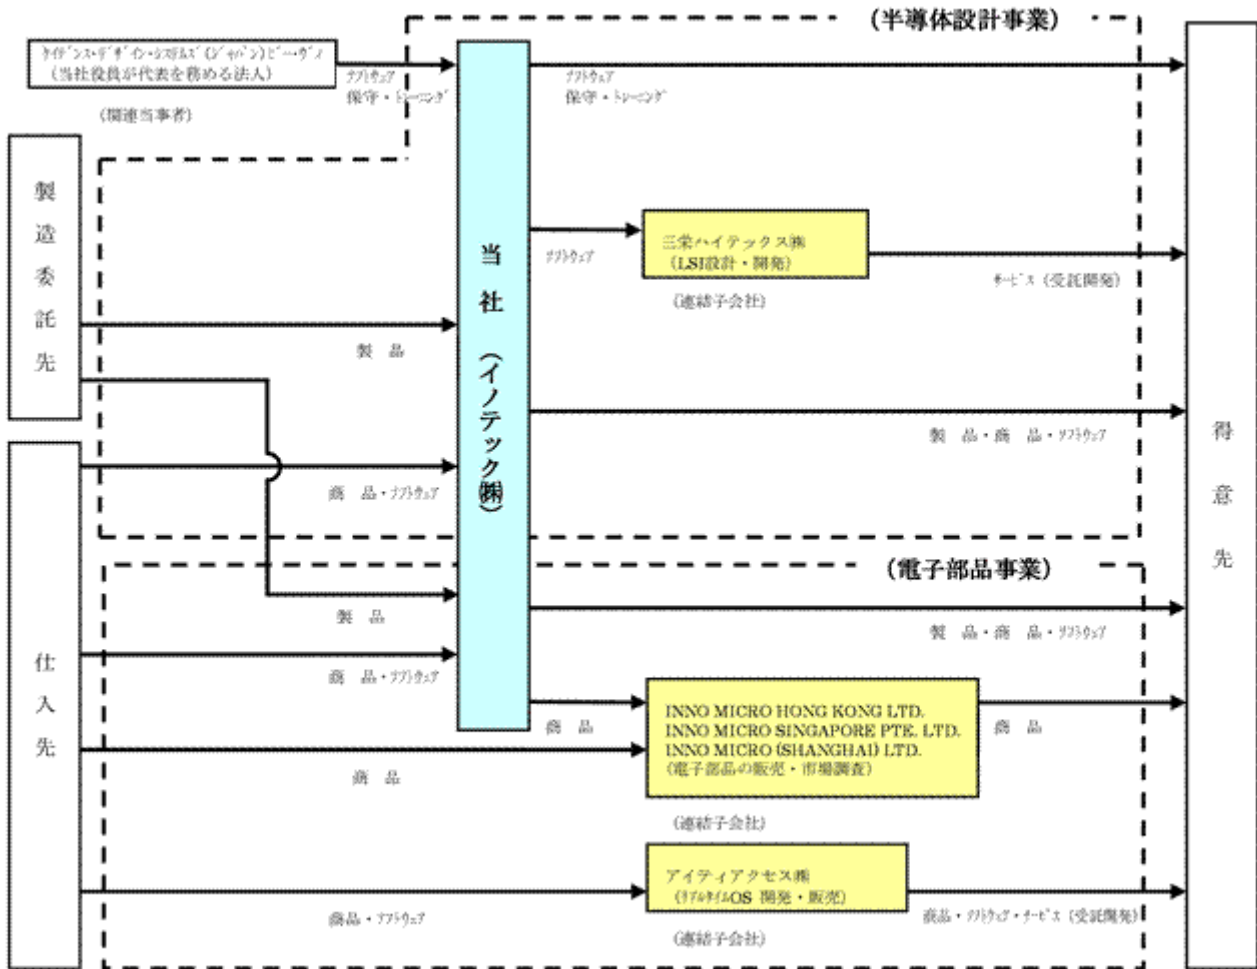 (半導体設計事業)
ケイデンス・デザイン・システムズ(ジャパン)ビー・ヴィ
(当社役員が代表を務める法人)
(関連当事者)
ソフトウェア
保守・トレーニング
ソフトウェア
保守・トレーニング
製造委託先
当社 (イノテック㈱)
得意先
ソフトウェア
三栄ハイテックス㈱
(LSI設計・開発)
(連結子会社)
サービス (受託開発)
製 品
製 品・商 品・ソフトウェア
商 品・ソフトウェア
(電子部品事業)
仕入先
製 品
製 品・商 品・ソフトウェア
商 品・ソフトウェア
商 品
INNO MICRO HONG KONG LTD.
INNO MICRO SINGAPORE PTE. LTD.
INNO MICRO (SHANGHAI) LTD.
(電子部品の販売・市場調査)
商 品
商 品
(連結子会社)
アイティアクセス㈱
(リアルタイムOS 開発・販売)
商品・ソフトウェア
商品・ソフトウェア・サービス (受託開発)
(連結子会社)